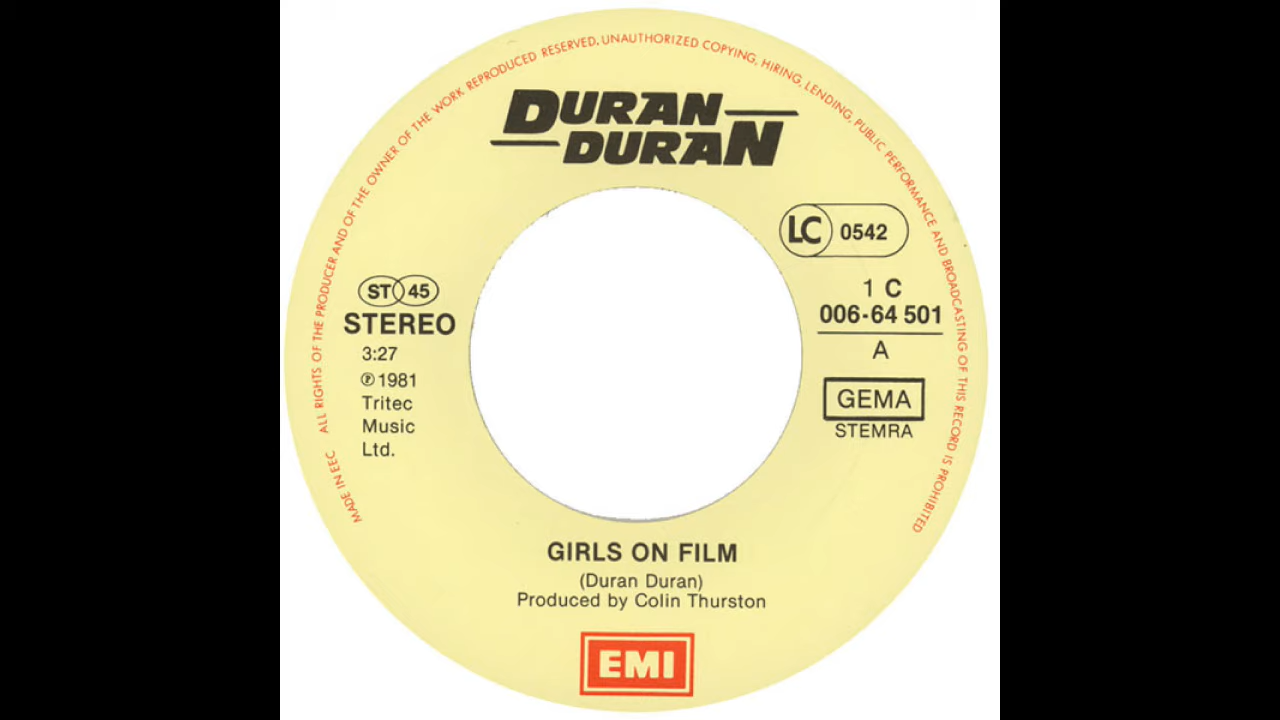 MADE IN EEC ALL RIGHTS OF THE PRODUCER AND OF THE OWNER OF THE WORK REPRODUCED RESERVED. UNAUTHORIZED COPYING, HIRING, LENDING, PUBLIC PERFORMANCE AND BROADCASTING OF THIS RECORD IS PROHIBITED
DURAN
DURAN
LC 0542
ST 45
STEREO
3:27
℗ 1981
Tritec
Music
Ltd.
1 C
006-64 501
A
GEMA
STEMRA
GIRLS ON FILM
(Duran Duran)
Produced by Colin Thurston
EMI